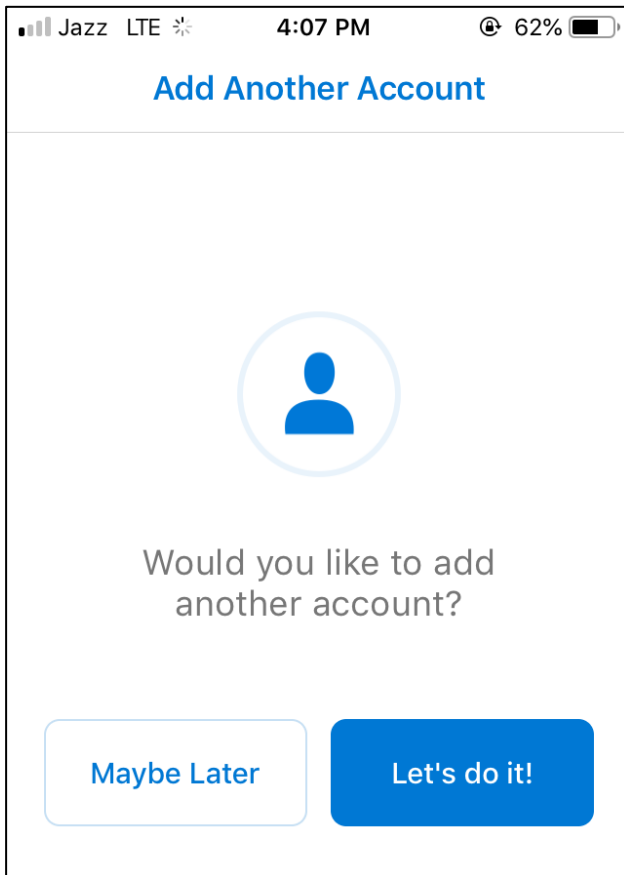 Jazz LTE 4:07 PM 62%
Add Another Account
Would you like to add
another account?
Maybe Later Let's do it!